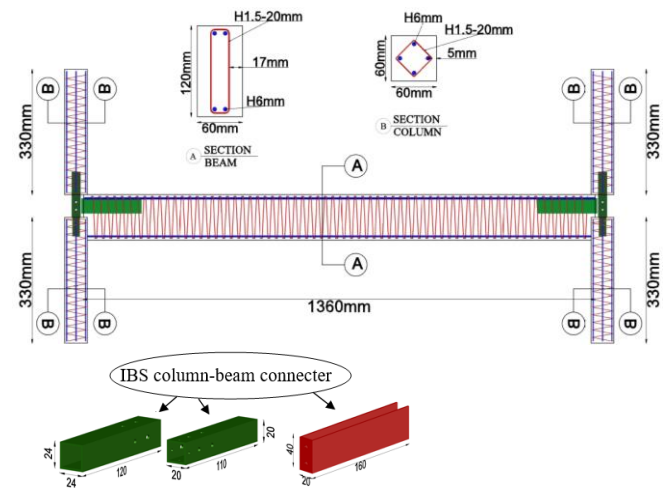 H1.5-20mm
120mm
17mm
H6mm
60mm
A SECTION
BEAM
H6mm
H1.5-20mm
60mm
5mm
60mm
B SECTION
COLUMN
330mm
B B
B B
330mm
A
330mm
330mm
A
1360mm
B B
B B
IBS column-beam connecter
24
24
120
20
110
20
40
20
160